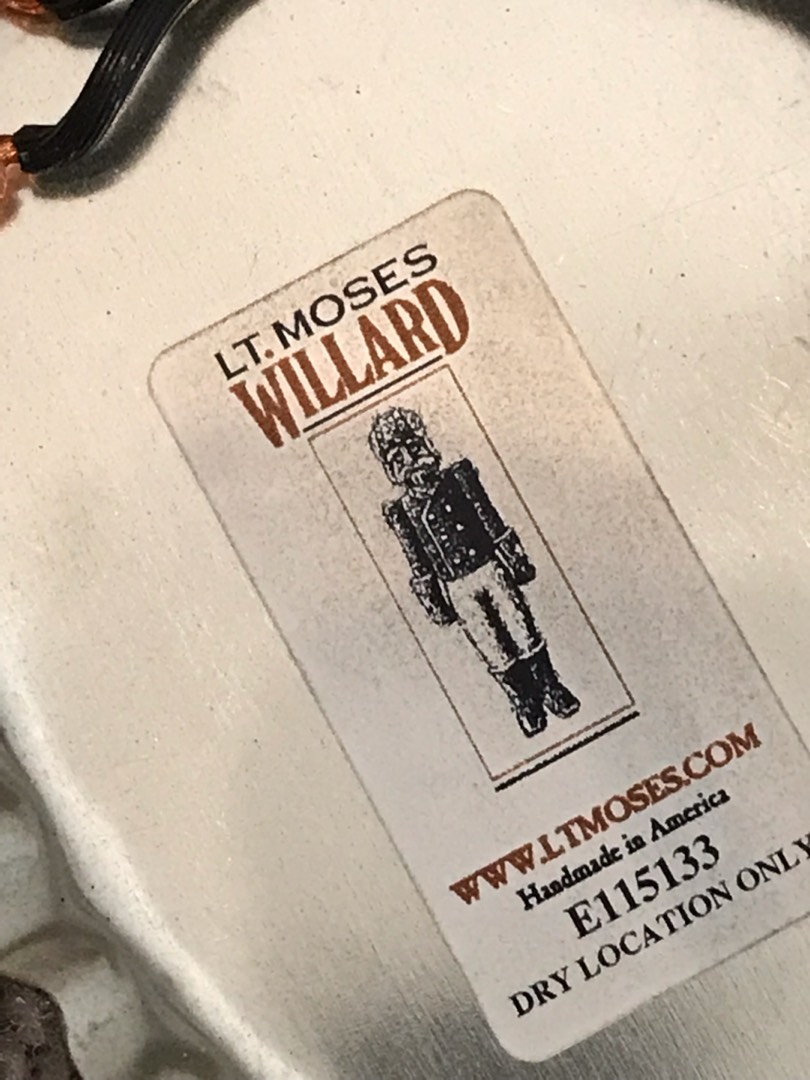 LT. MOSES
WILLARD
WWW.LTMOSES.COM
Handmade in America
E115133
DRY LOCATION ONLY